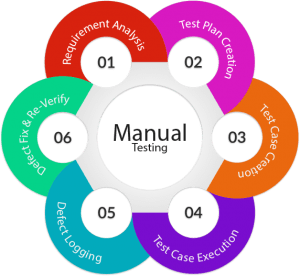 Requirement Analysis
01
Test Plan Creation
02
Test Case Creation
03
Test Case Execution
04
Defect Logging
05
Defect Fix & Re-Verify
06
Manual
Testing